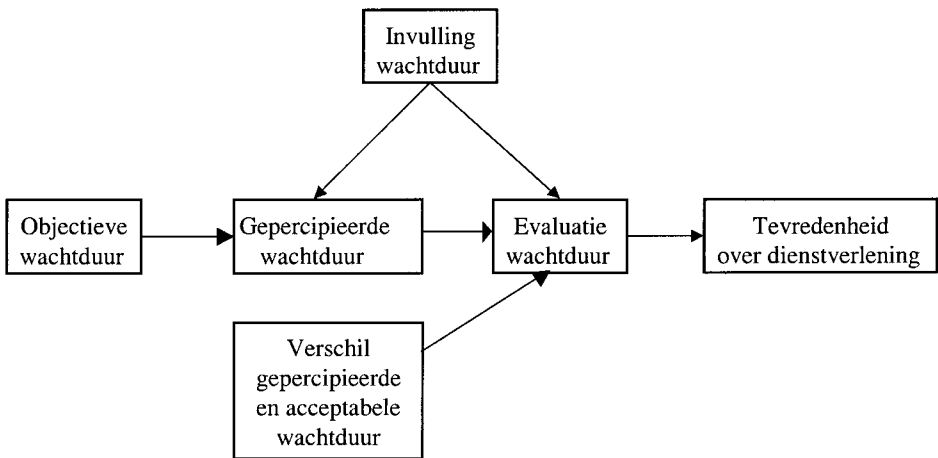 Invulling
wachtduur
Objectieve
wachtduur
Gepercipieerde
wachtduur
Evaluatie
wachtduur
Tevredenheid
over dienstverlening
Verschil
gepercipieerde
en acceptabele
wachtduur